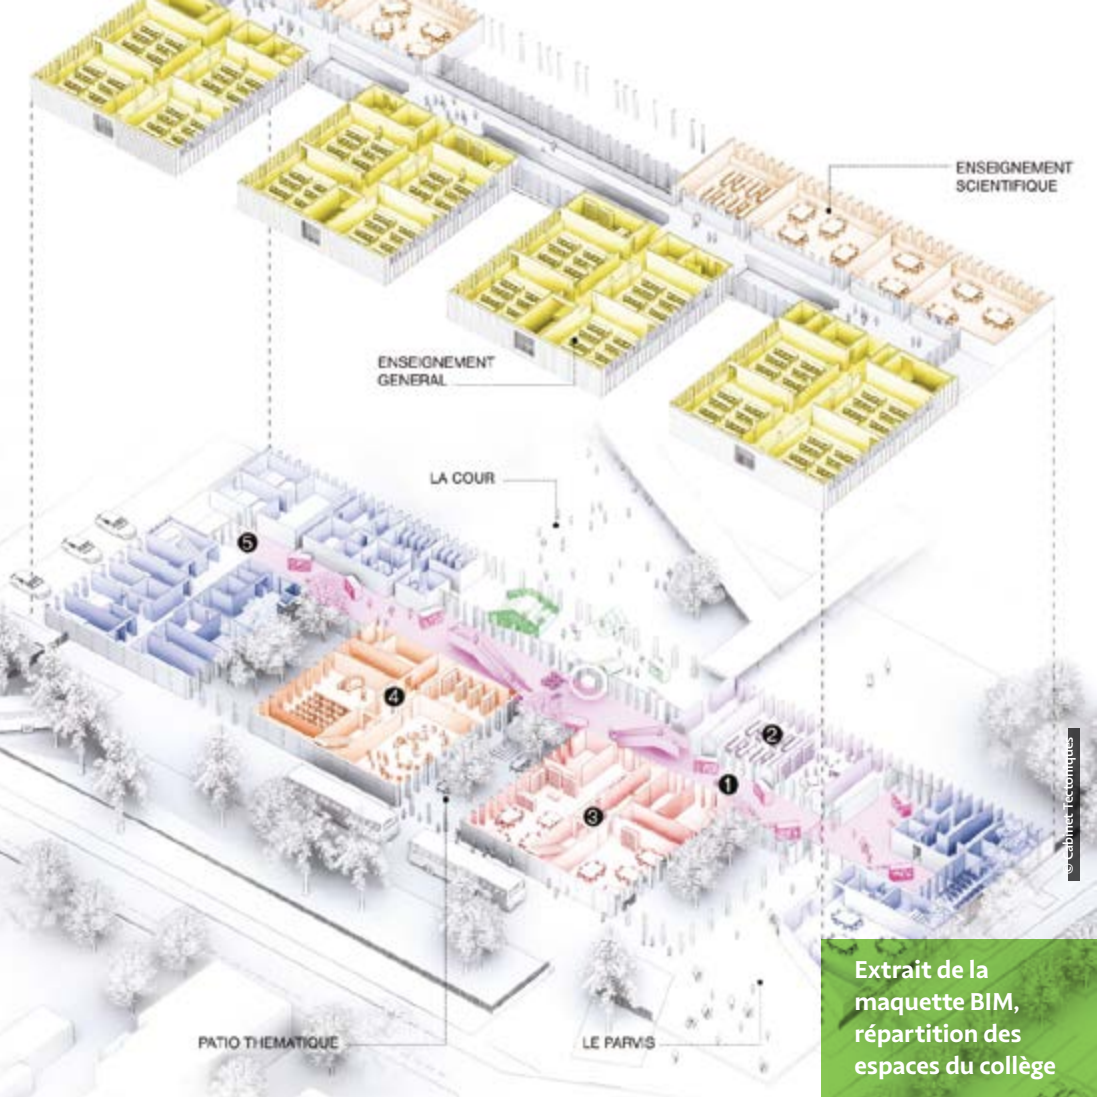 ENSEIGNEMENT
SCIENTIFIQUE
ENSEIGNEMENT
GENERAL
LA COUR
5
4
2
1
3
© Cabinet Tectoniques
PATIO THEMATIQUE
LE PARVIS
Extrait de la
maquette BIM,
répartition des
espaces du collège